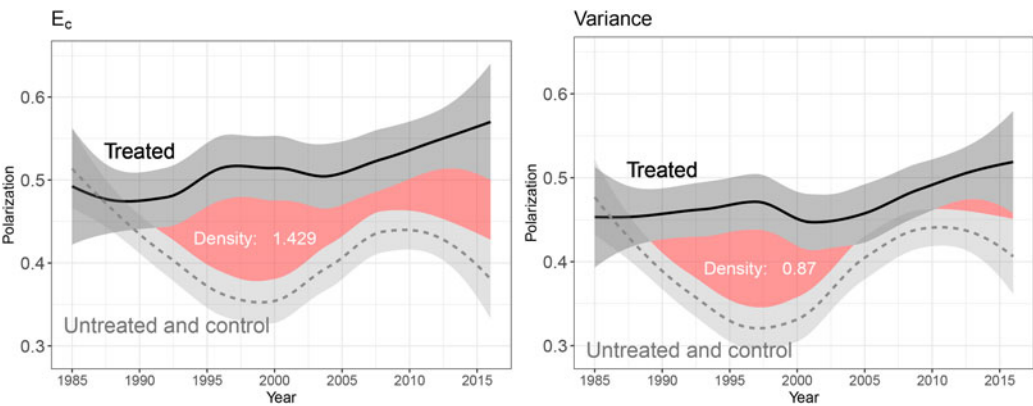 E_c
Polarization
0.6
0.5
0.4
0.3
Treated
Density: 1.429
Untreated and control
1985 1990 1995 2000 2005 2010 2015
Year
Variance
Polarization
0.6
0.5
0.4
0.3
Treated
Density: 0.87
Untreated and control
1985 1990 1995 2000 2005 2010 2015
Year